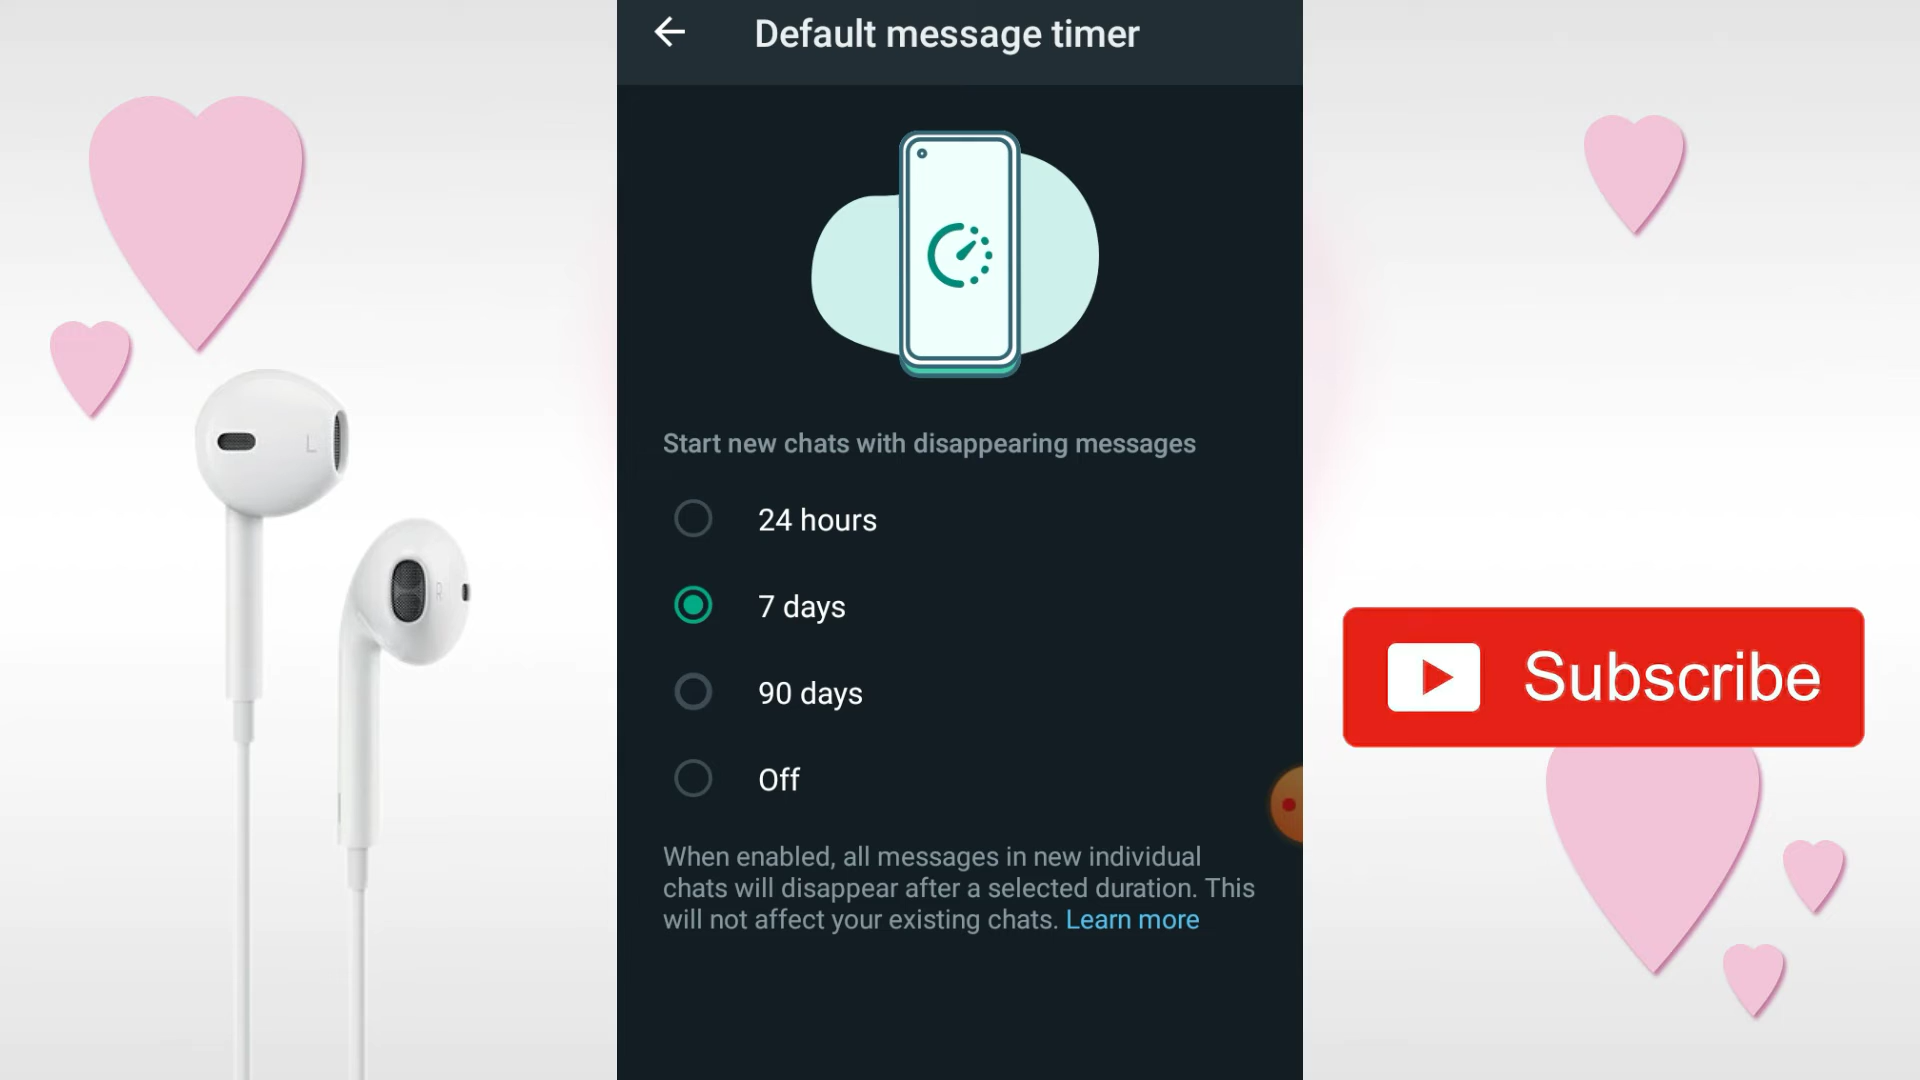 Default message timer
Start new chats with disappearing messages
24 hours
7 days
90 days
Off
When enabled, all messages in new individual
chats will disappear after a selected duration. This
will not affect your existing chats. Learn more
L
R
Subscribe